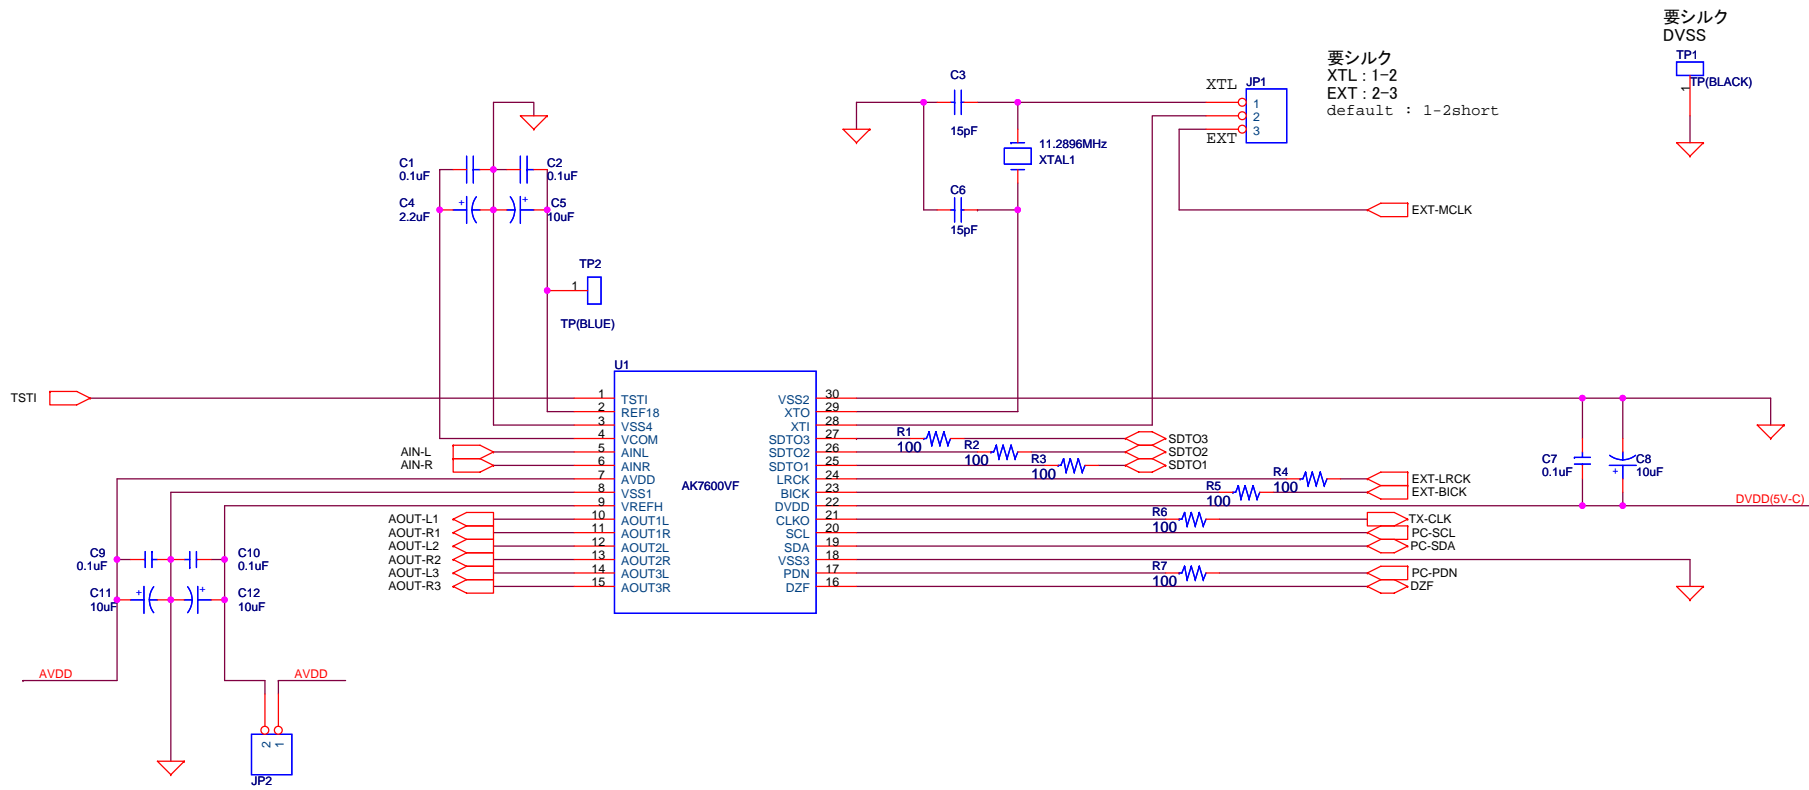 要シルク
DVSS
TP1
1
TP(BLACK)
要シルク
XTL : 1-2
EXT : 2-3
default : 1-2short
XTL
JP1
1
2
3
EXT
C3
15pF
11.2896MHz
XTAL1
C6
15pF
EXT-MCLK
C1
0.1uF
C2
0.1uF
C4
2.2uF
+
+
C5
10uF
TP2
1
TP(BLUE)
U1
AK7600VF
TSTI
1 TSTI
2 REF18
3 VSS4
4 VCOM
AIN-L 5 AINL
AIN-R 6 AINR
7 AVDD
8 VSS1
9 VREFH
AOUT-L1 10 AOUT1L
AOUT-R1 11 AOUT1R
AOUT-L2 12 AOUT2L
AOUT-R2 13 AOUT2R
AOUT-L3 14 AOUT3L
AOUT-R3 15 AOUT3R
VSS2 30
XTO 29
XTI 28
SDTO3 27 R1 100 SDTO3
SDTO2 26 R2 100 SDTO2
SDTO1 25 R3 100 SDTO1
LRCK 24 R4 100 EXT-LRCK
BICK 23 R5 100 EXT-BICK
DVDD 22 DVDD(5V-C)
CLKO 21 R6 100 TX-CLK
SCL 20 PC-SCL
SDA 19 PC-SDA
VSS3 18
PDN 17 R7 100 PC-PDN
DZF 16 DZF
C7
0.1uF
C8
10uF
+
C9
0.1uF
C10
0.1uF
C11
10uF
+
+
C12
10uF
AVDD
AVDD
2
1
JP2